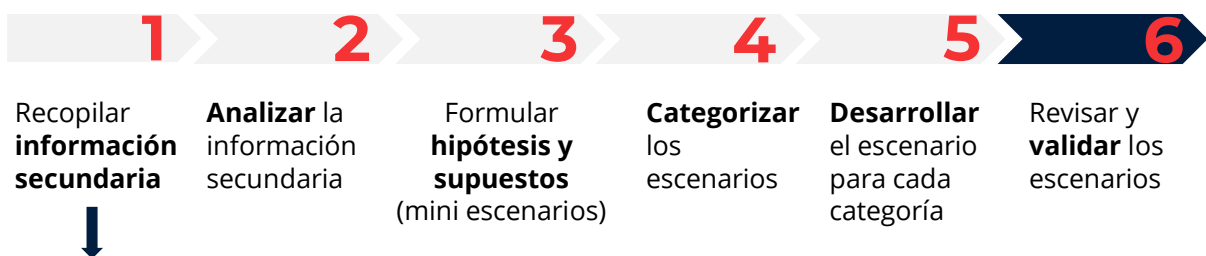 1
Recopilar
información
secundaria
2
Analizar la
información
secundaria
3
Formular
hipótesis y
supuestos
(mini escenarios)
4
Categorizar
los
escenarios
5
Desarrollar
el escenario
para cada
categoría
6
Revisar y
validar los
escenarios